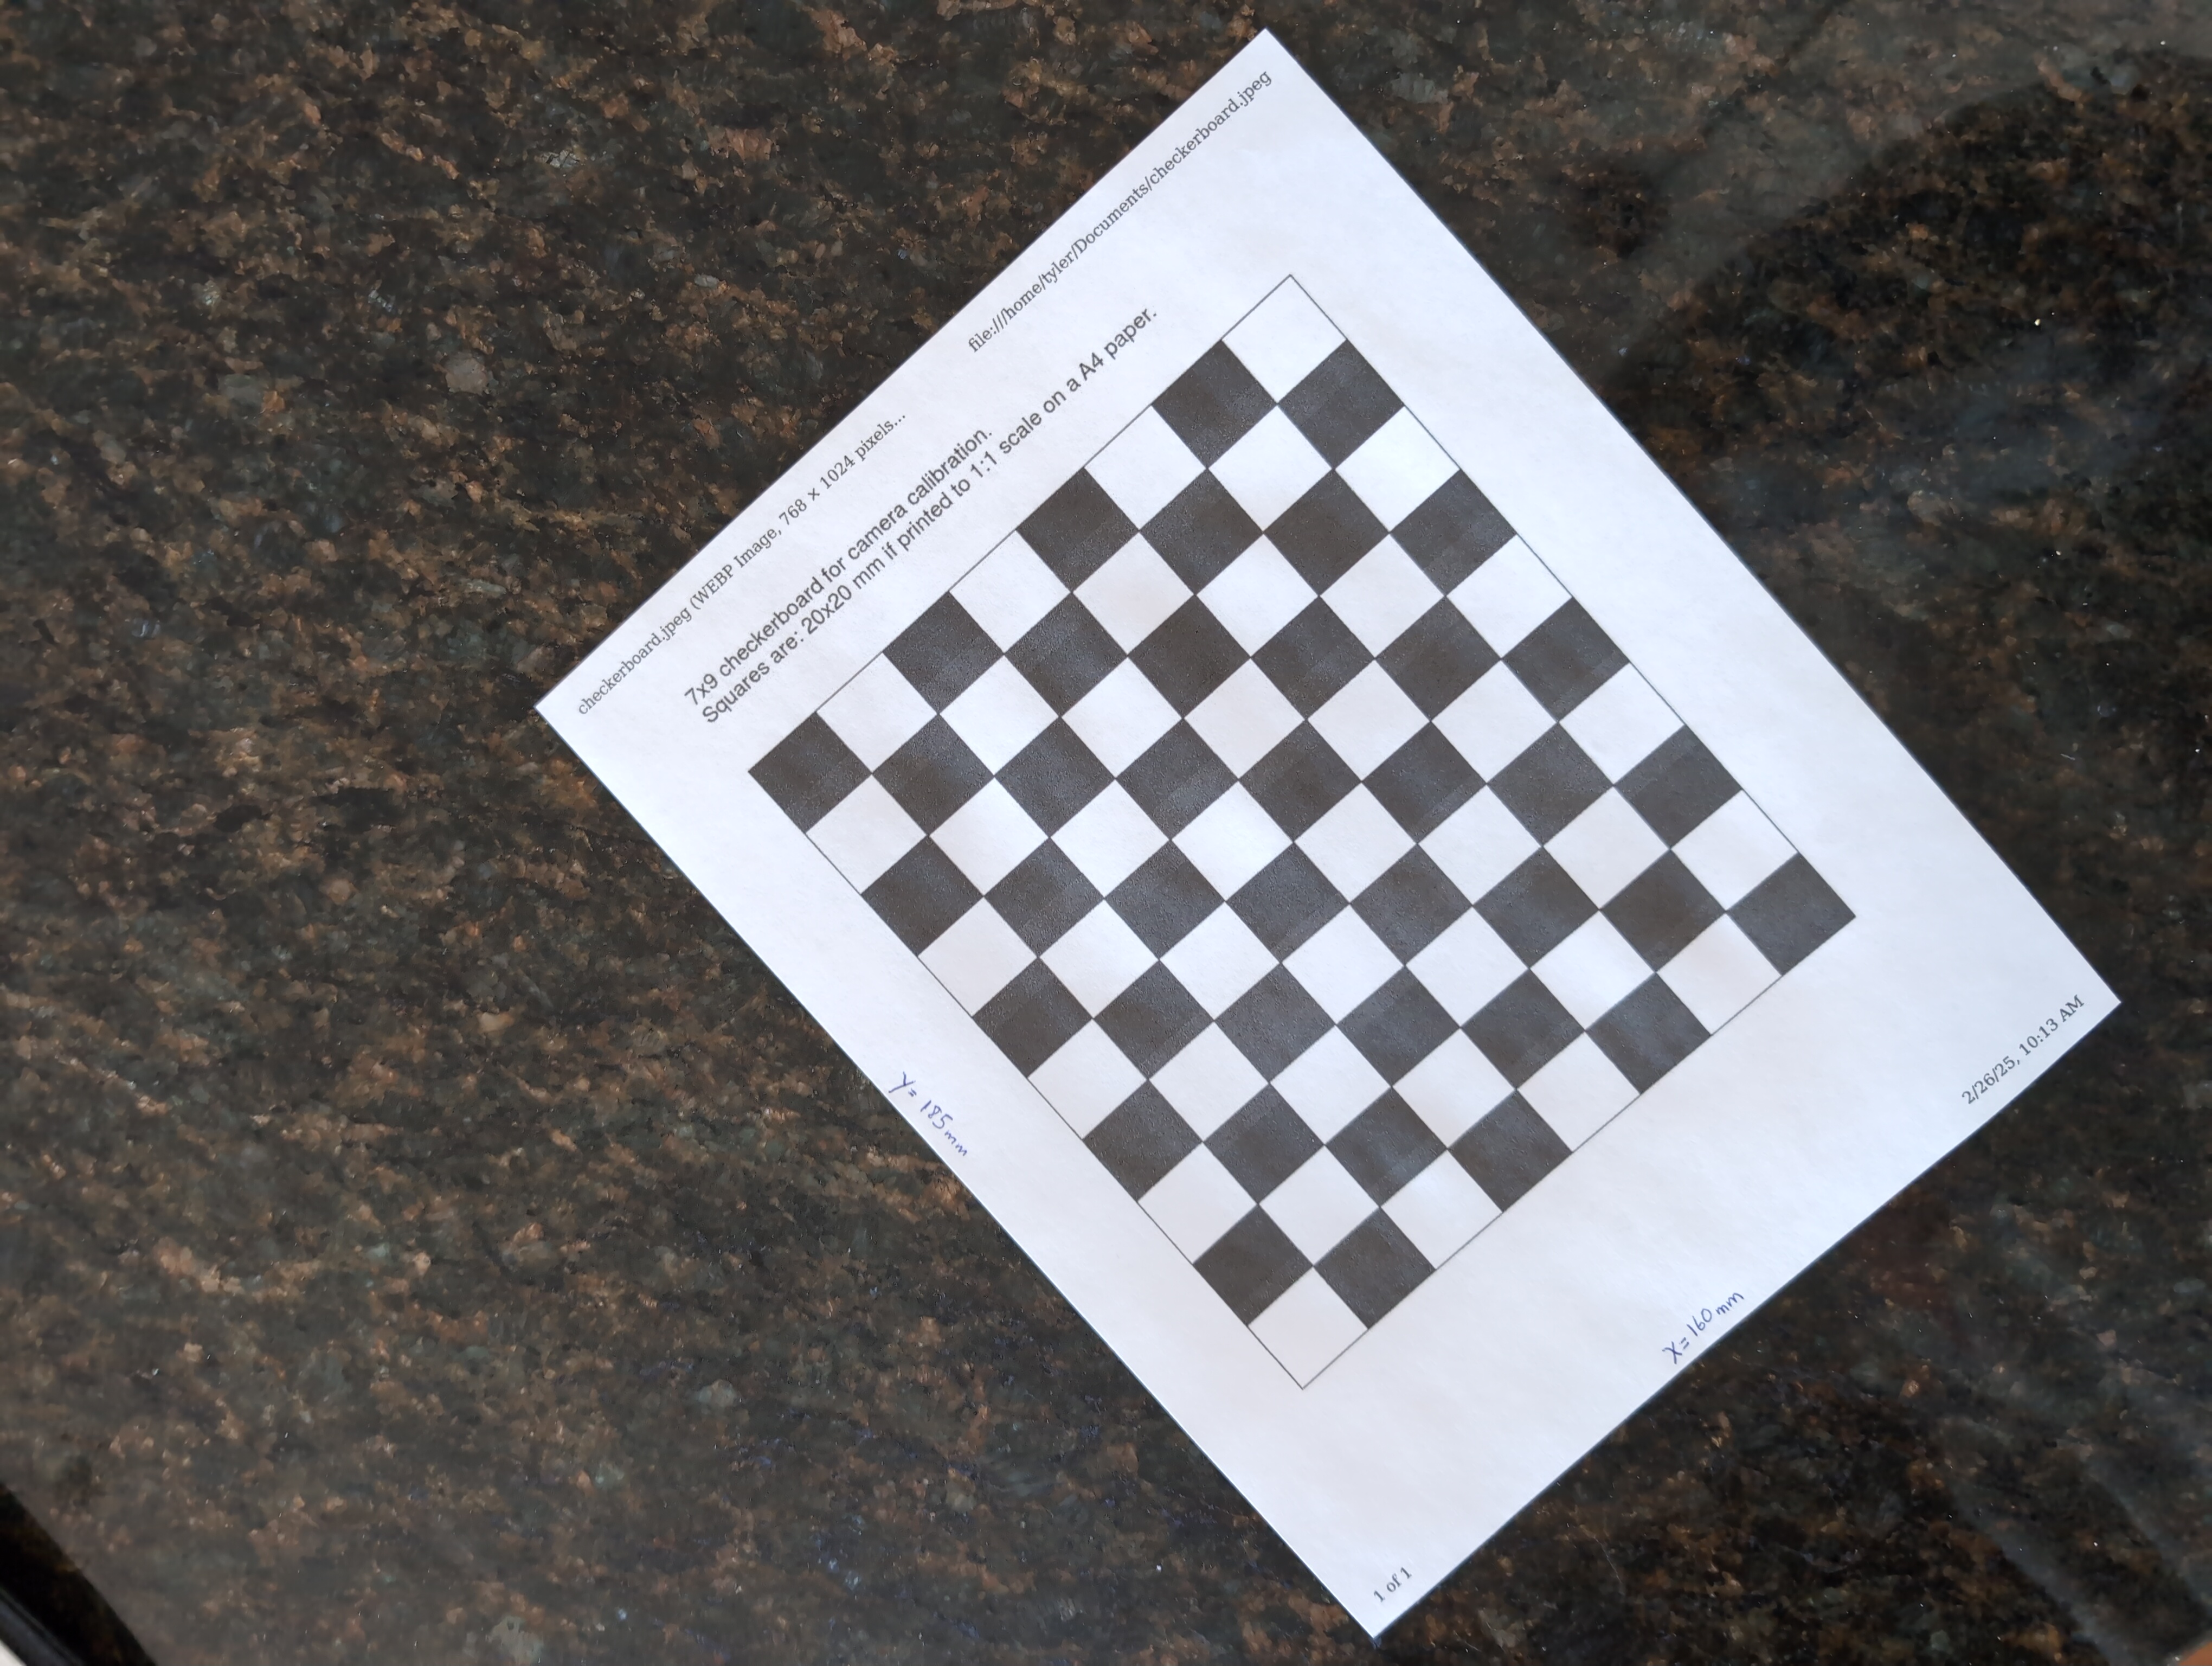 checkerboard.jpeg (WEBP Image, 768 × 1024 pixels...
file:///home/tyler/Documents/checkerboard.jpeg
7x9 checkerboard for camera calibration.
Squares are: 20x20 mm if printed to 1:1 scale on a A4 paper.
Y= 185 mm
X= 160 mm
1 of 1
2/26/25, 10:13 AM